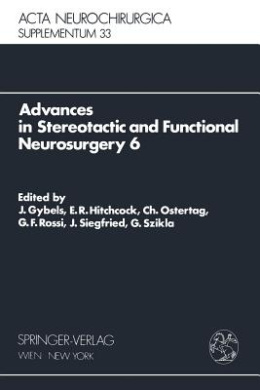 ACTA NEUROCHIRURGICA
SUPPLEMENTUM 33
Advances
in Stereotactic and Functional
Neurosurgery 6
Edited by
J. Gybels, E. R. Hitchcock, Ch. Ostertag,
G. F. Rossi, J. Siegfried, G. Szikla
SPRINGER-VERLAG
WIEN NEW YORK